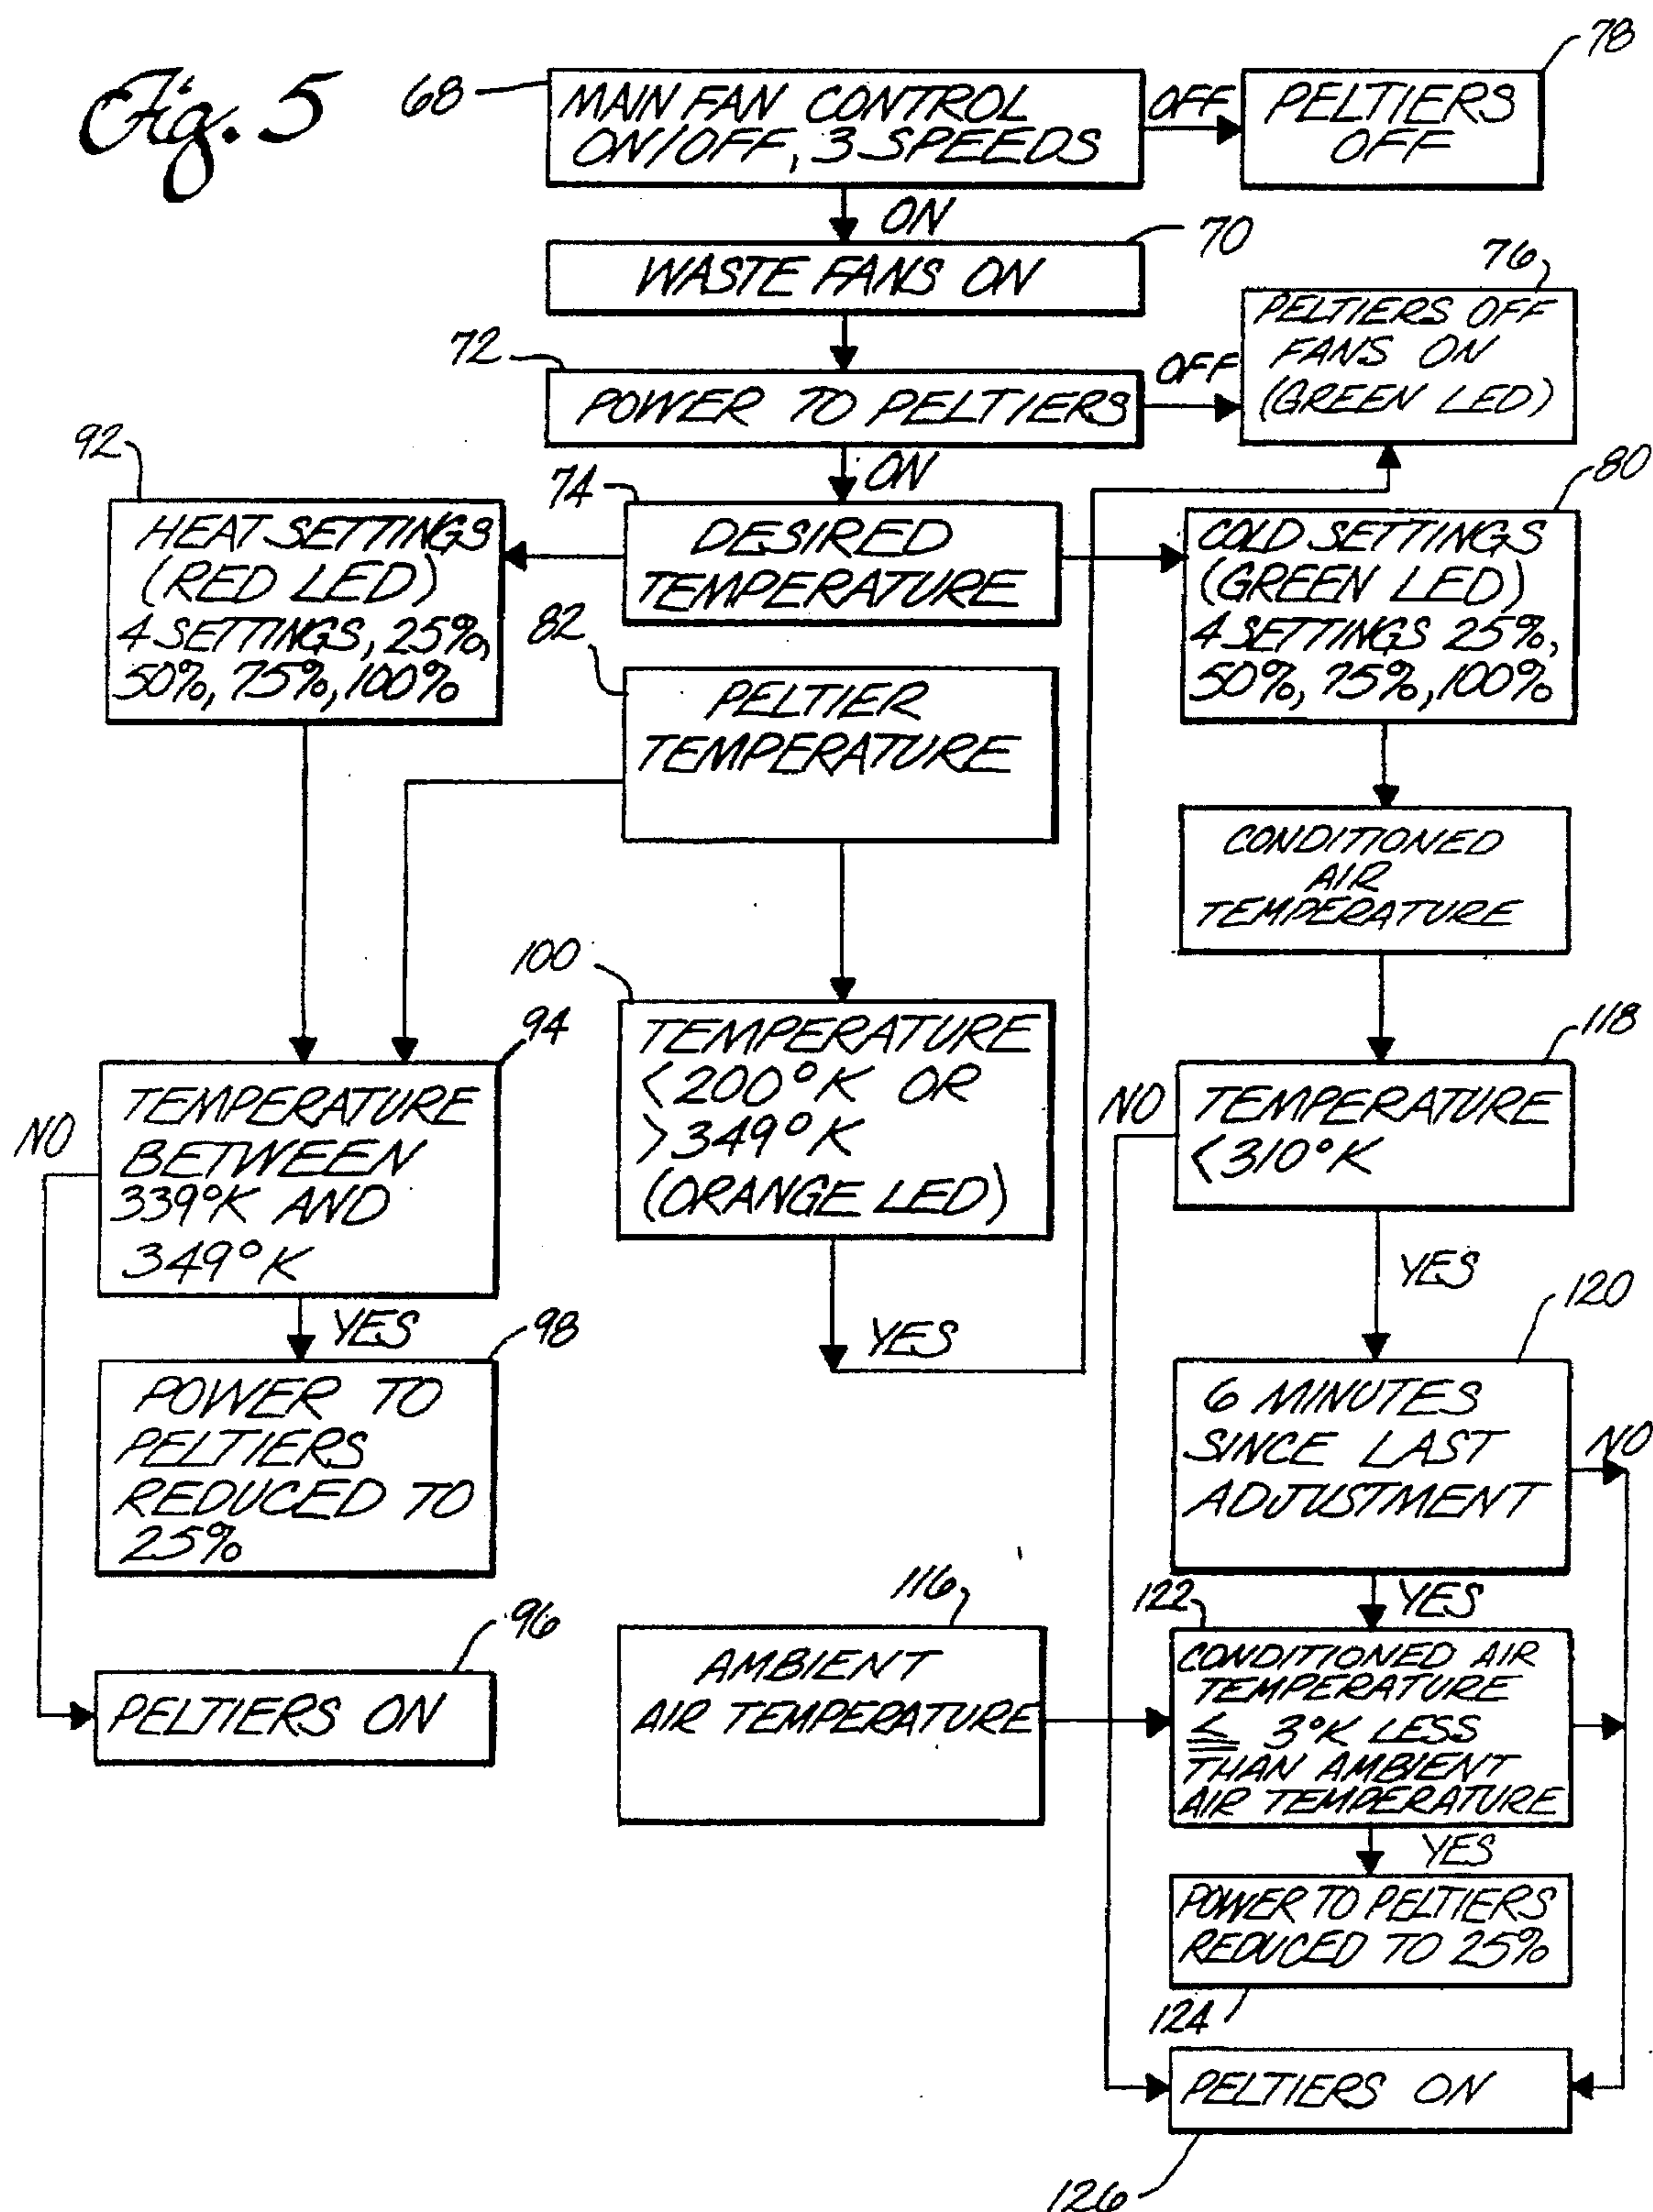 Fig. 5
68
MAIN FAN CONTROL
ON/OFF, 3 SPEEDS
OFF
78
PELTIERS
OFF
ON
70
WASTE FANS ON
76
PELTIERS OFF
FANS ON
(GREEN LED)
72
POWER TO PELTIERS
OFF
ON
92
HEAT SETTINGS
(RED LED)
4 SETTINGS, 25%,
50%, 75%, 100%
74
DESIRED
TEMPERATURE
80
COLD SETTINGS
(GREEN LED)
4 SETTINGS 25%,
50%, 75%, 100%
82
PELTIER
TEMPERATURE
CONDITIONED
AIR
TEMPERATURE
94
NO
TEMPERATURE
BETWEEN
339°K AND
349°K
YES
100
TEMPERATURE
<200°K OR
>349°K
(ORANGE LED)
YES
118
NO
TEMPERATURE
<310°K
YES
98
POWER TO
PELTIERS
REDUCED TO
25%
120
6 MINUTES
SINCE LAST
ADJUSTMENT
NO
YES
96
PELTIERS ON
116
AMBIENT
AIR TEMPERATURE
122
CONDITIONED AIR
TEMPERATURE
≤ 3°K LESS
THAN AMBIENT
AIR TEMPERATURE
YES
POWER TO PELTIERS
REDUCED TO 25%
124
PELTIERS ON
126